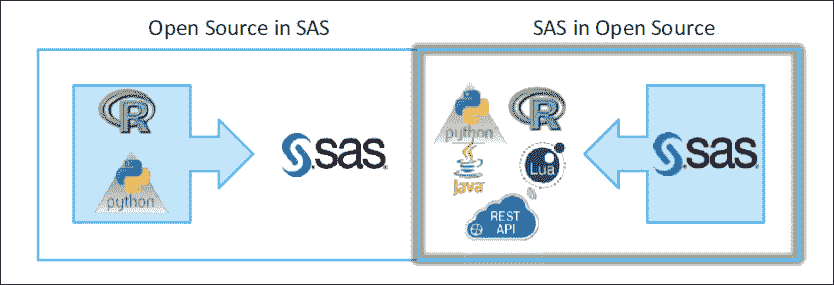 Open Source in SAS
SAS in Open Source
R
python
sas
python
R
Java
Lua
REST
API
sas